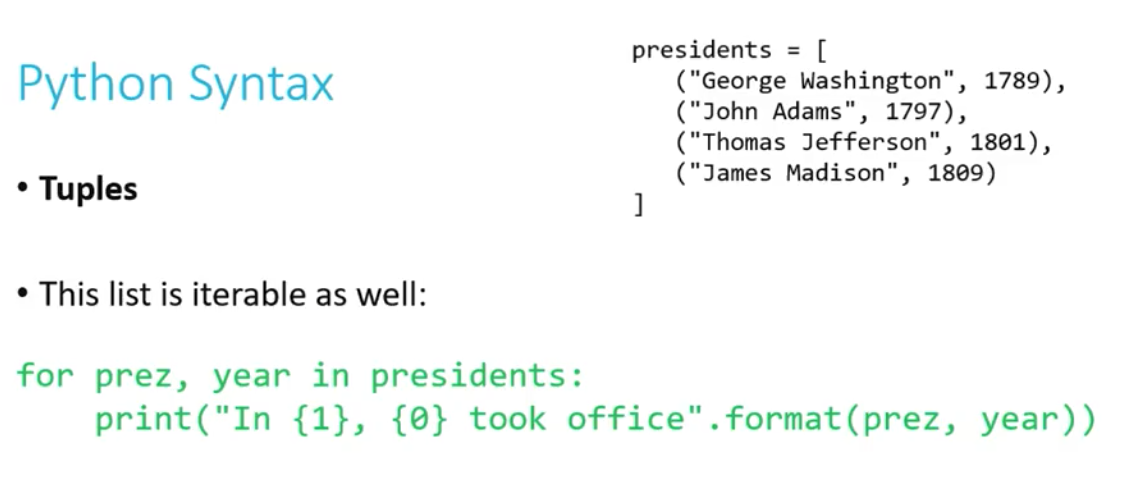 Python Syntax
• Tuples
presidents = [
    ("George Washington", 1789),
    ("John Adams", 1797),
    ("Thomas Jefferson", 1801),
    ("James Madison", 1809)
]
• This list is iterable as well:
for prez, year in presidents:
    print("In {1}, {0} took office".format(prez, year))